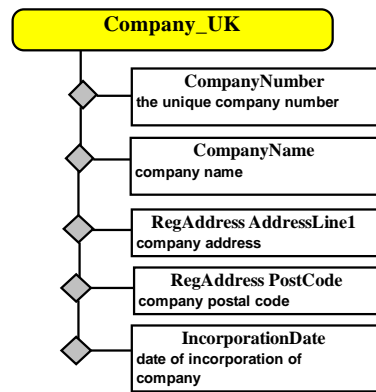 Company_UK
CompanyNumber
the unique company number
CompanyName
company name
RegAddress AddressLine1
company address
RegAddress PostCode
company postal code
IncorporationDate
date of incorporation of
company